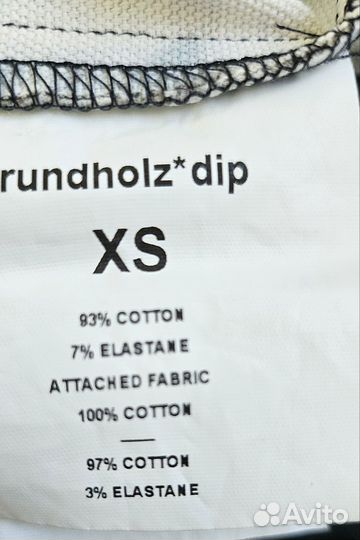 rundholz*dip
XS
93% COTTON
7% ELASTANE
ATTACHED FABRIC
100% COTTON
97% COTTON
3% ELASTANE
Avito